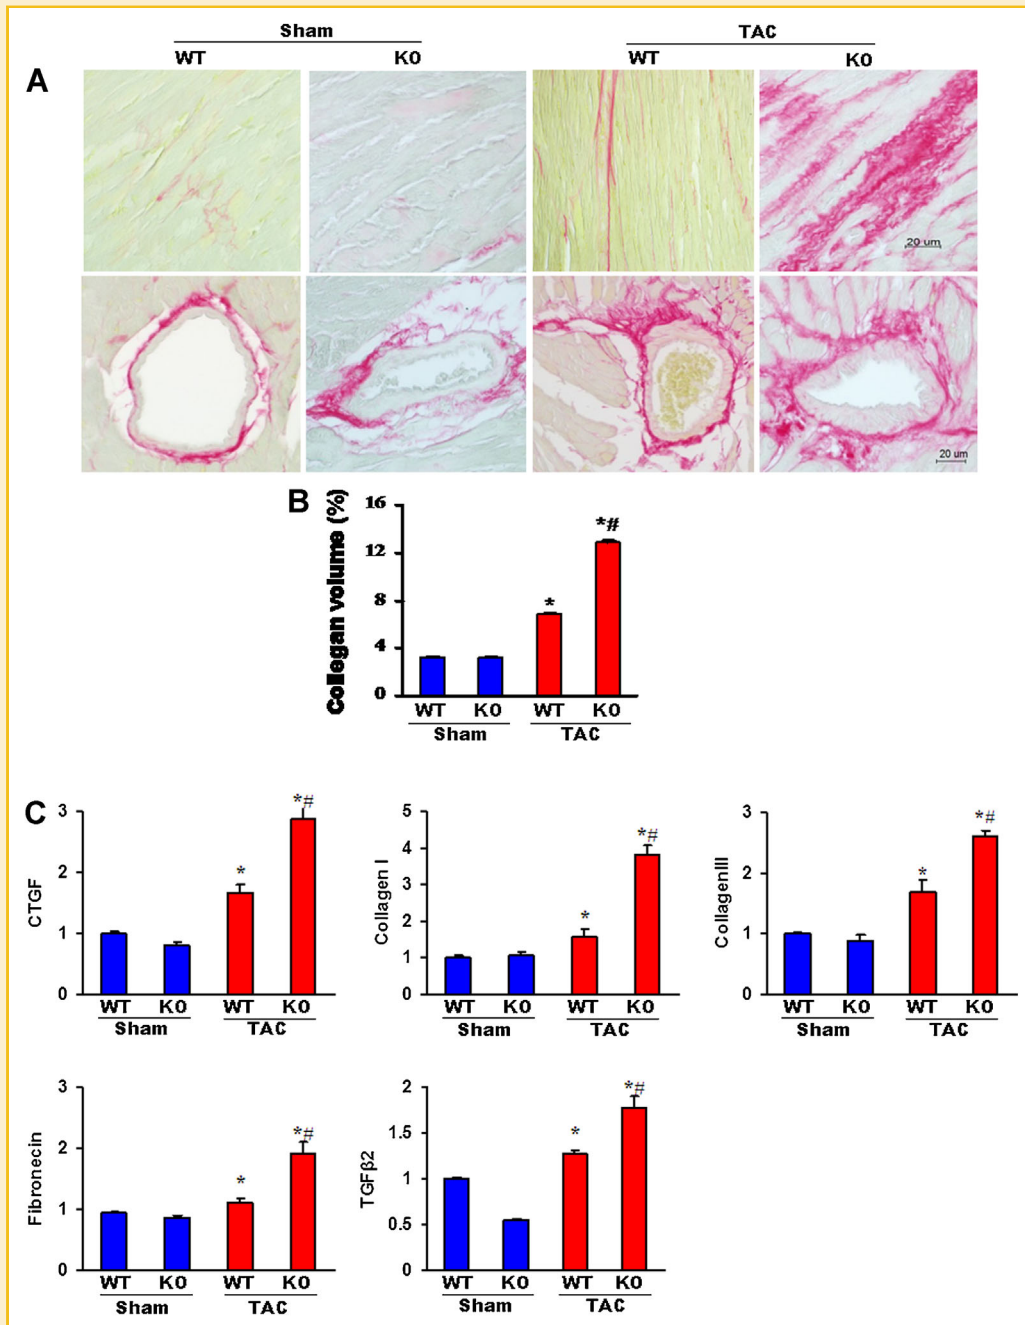 Sham
TAC
WT
KO
WT
KO
A
20 um
20 um
B
Collegan volume (%)
16
12
8
4
0
*
*#
WT
KO
WT
KO
Sham
TAC
C
CTGF
3
2
1
0
*
*#
WT
KO
WT
KO
Sham
TAC
Collagen I
5
4
3
2
1
0
*
*#
WT
KO
WT
KO
Sham
TAC
CollagenIII
3
2
1
0
*
*#
WT
KO
WT
KO
Sham
TAC
Fibronecin
3
2
1
0
*
*#
WT
KO
WT
KO
Sham
TAC
TGFβ2
2
1.5
1
0.5
0
*
*#
WT
KO
WT
KO
Sham
TAC